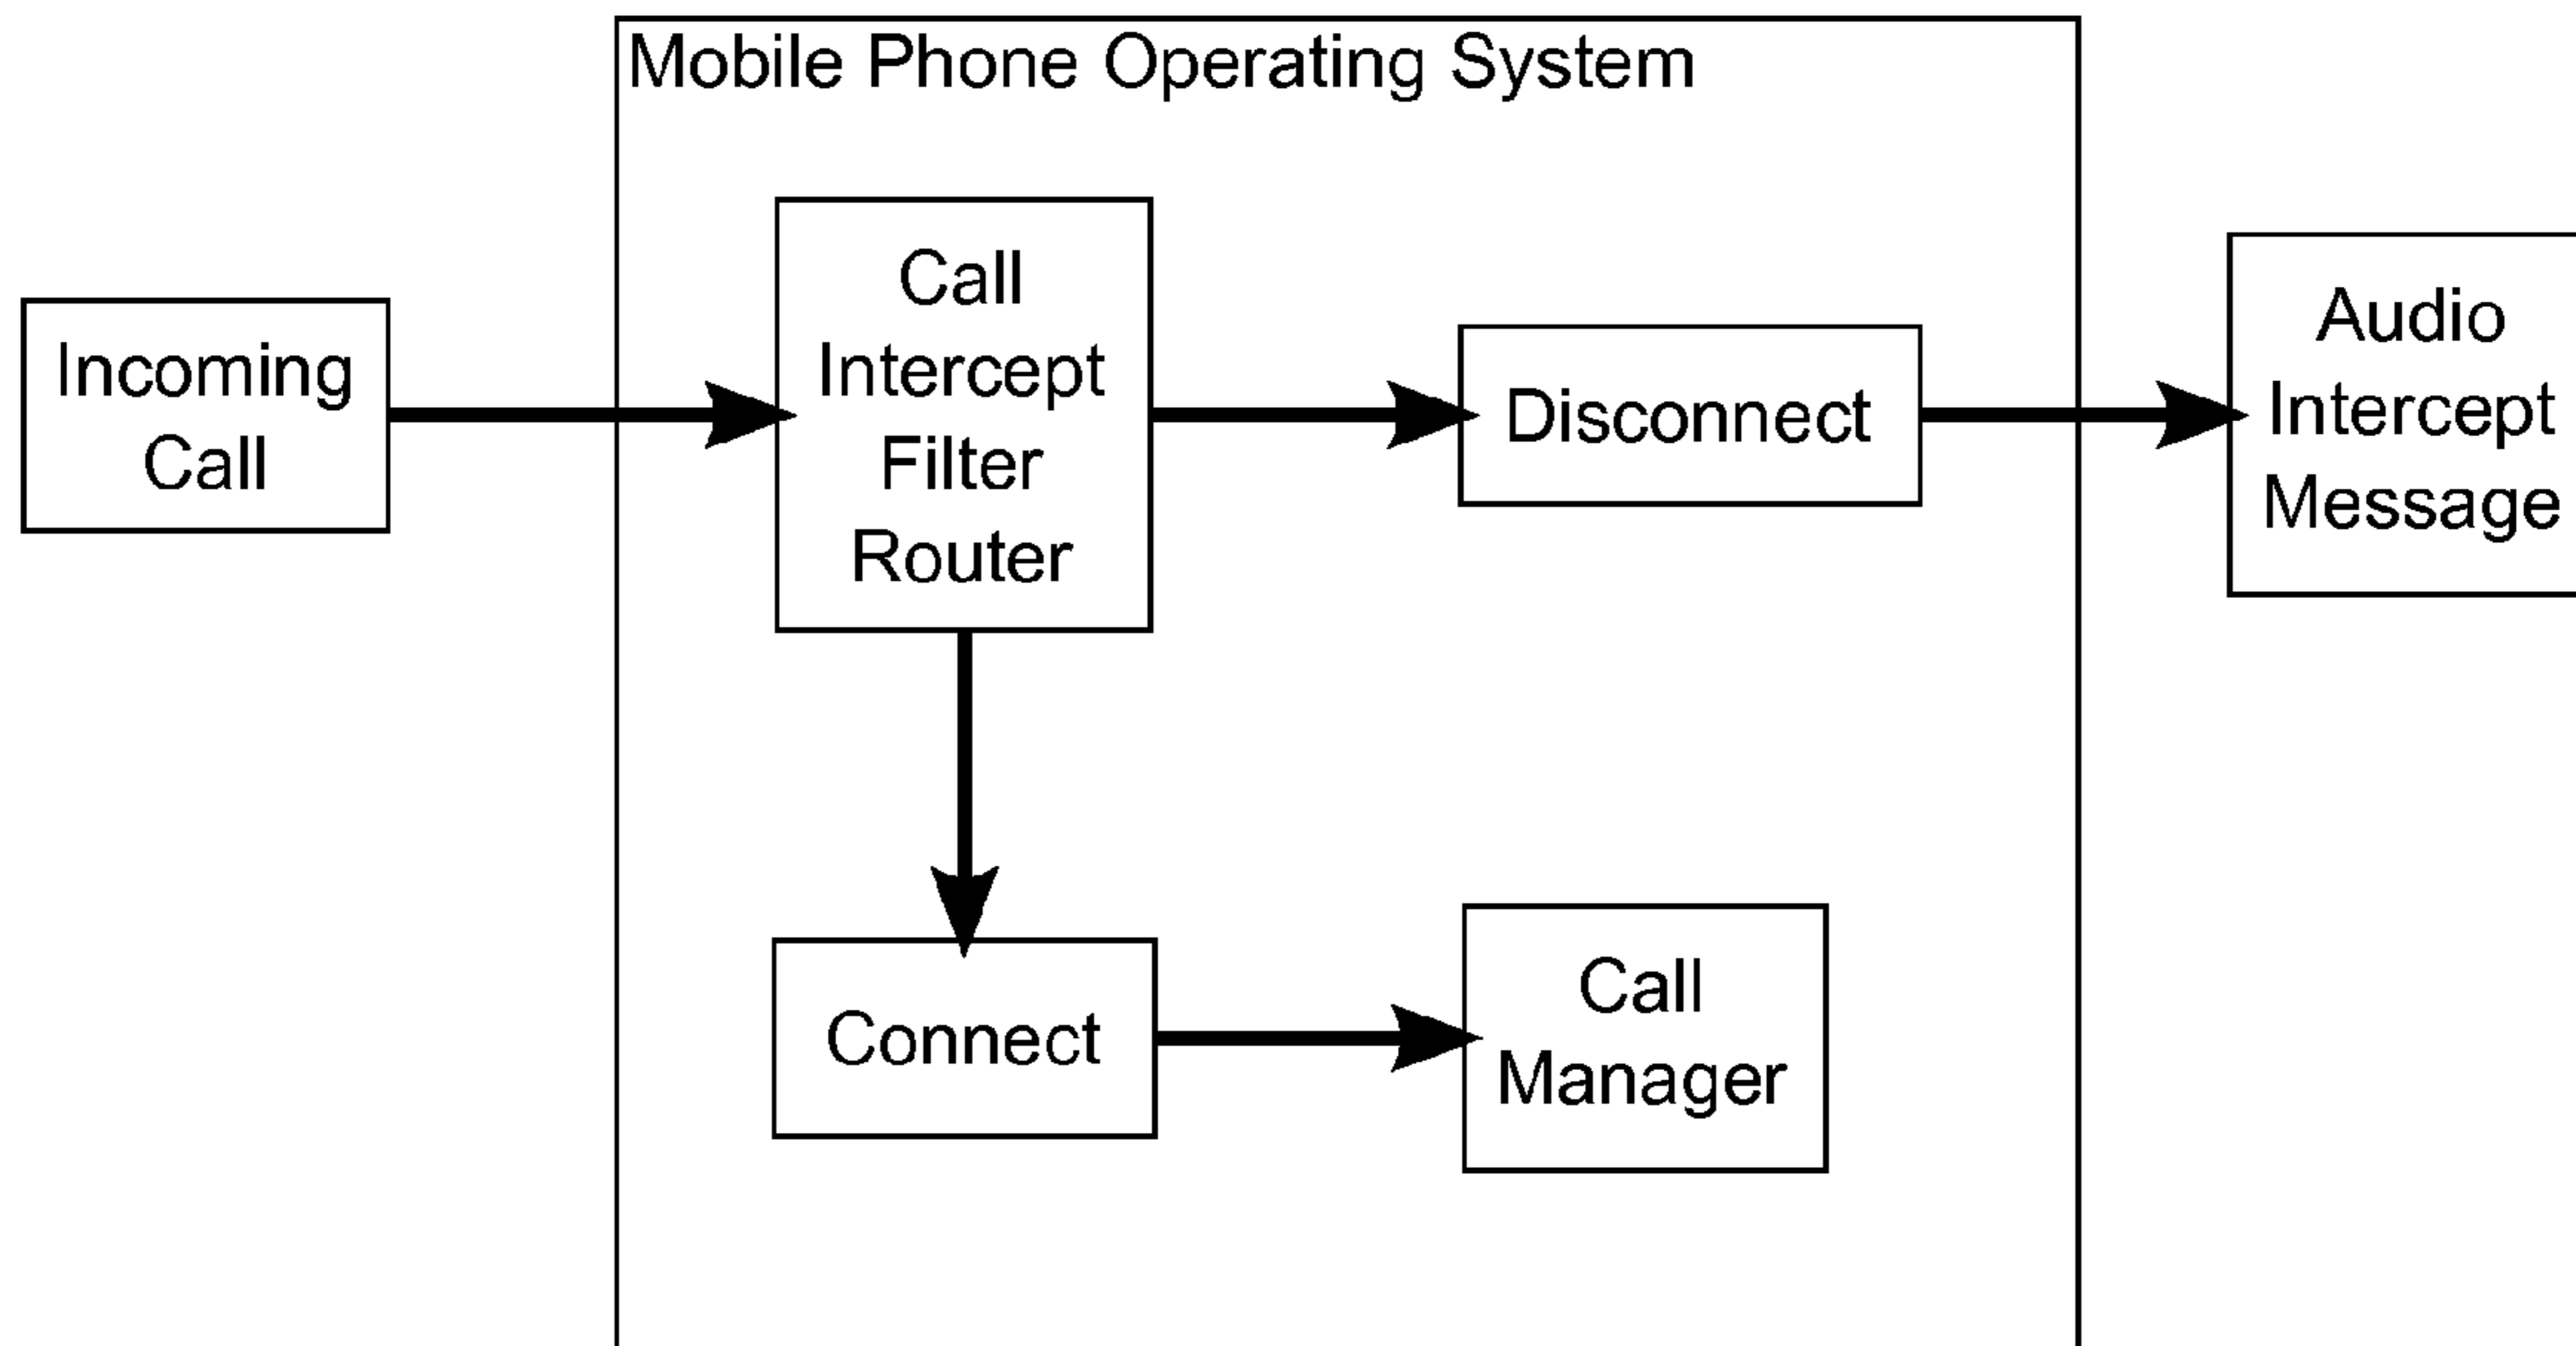 Mobile Phone Operating System
Incoming
Call
Call
Intercept
Filter
Router
Disconnect
Audio
Intercept
Message
Connect
Call
Manager